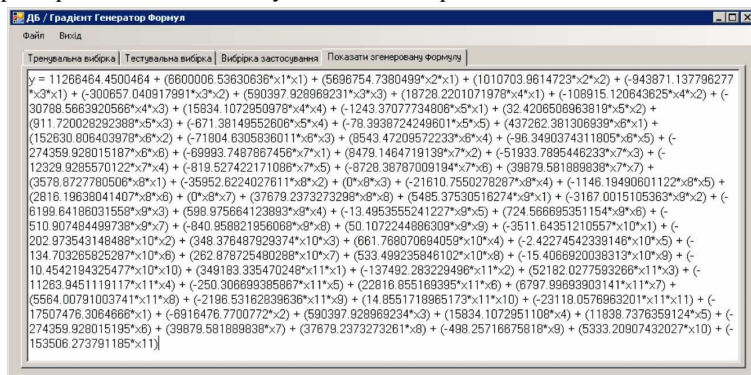 ДБ / Градієнт Генератор Формул
Файл Вихід
Тренувальна вибірка Тестувальна вибірка Вибрірка застосування Показати згенеровану формулу
y = 11266464.4500464 + (6600006.53630636*x1*x1) + (5696754.7380499*x2*x1) + (1010703.9614723*x2*x2) + (-943871.137796277
*x3*x1) + (-300657.040917991*x3*x2) + (590397.928969231*x3*x3) + (18728.2201071978*x4*x1) + (-108915.120643625*x4*x2) + (-
30788.5663920566*x4*x3) + (15834.1072950978*x4*x4) + (-1243.37077734806*x5*x1) + (32.4206506963819*x5*x2) +
(911.720028292388*x5*x3) + (-671.38149552606*x5*x4) + (-78.3938724249601*x5*x5) + (437262.381306939*x6*x1) +
(152630.806403978*x6*x2) + (-71804.6305836011*x6*x3) + (8543.47209572233*x6*x4) + (-96.3490374311805*x6*x5) + (-
274359.928015187*x6*x6) + (-69993.7487867456*x7*x1) + (8479.1464719139*x7*x2) + (-51933.7895446233*x7*x3) + (-
12329.9285570122*x7*x4) + (-819.527422171086*x7*x5) + (-8728.38787009194*x7*x6) + (39879.581889838*x7*x7) +
(3578.8727780506*x8*x1) + (-35952.6224027611*x8*x2) + (0*x8*x3) + (-21610.7550278287*x8*x4) + (-1146.19490601122*x8*x5) +
(2816.19638041407*x8*x6) + (0*x8*x7) + (37679.2373273298*x8*x8) + (5485.37530516274*x9*x1) + (-3167.0015105363*x9*x2) + (-
6199.64186031558*x9*x3) + (598.975664123893*x9*x4) + (-13.4953555241227*x9*x5) + (724.566695351154*x9*x6) + (-
510.907484499738*x9*x7) + (-840.958821956068*x9*x8) + (50.1072244886309*x9*x9) + (-3511.64351210557*x10*x1) + (-
202.973543148488*x10*x2) + (348.376487929374*x10*x3) + (661.768070694059*x10*x4) + (-2.42274542339146*x10*x5) + (-
134.703265825287*x10*x6) + (262.878725480288*x10*x7) + (533.499235846102*x10*x8) + (-15.4066920038313*x10*x9) + (-
10.4542194325477*x10*x10) + (349183.335470248*x11*x1) + (-137492.283229496*x11*x2) + (52182.0277593266*x11*x3) + (-
11263.9451119117*x11*x4) + (-250.306699385867*x11*x5) + (22816.855169395*x11*x6) + (6797.99693903141*x11*x7) +
(5564.00791003741*x11*x8) + (-2196.53162839636*x11*x9) + (14.8551718965173*x11*x10) + (-23118.0576963201*x11*x11) + (-
17507476.3064666*x1) + (-6916476.7700772*x2) + (590397.928969234*x3) + (15834.1072951108*x4) + (11838.7376359124*x5) + (-
274359.928015195*x6) + (39879.581889838*x7) + (37679.2373273261*x8) + (-498.25716675818*x9) + (5333.20907432027*x10) + (-
153506.273791185*x11)